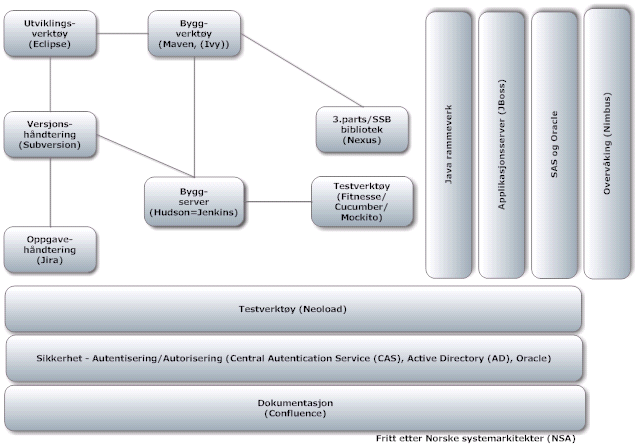 Utviklings-
verktøy
(Eclipse)
Bygg-
verktøy
(Maven, (Ivy))
Versjons-
håndtering
(Subversion)
3.parts/SSB
bibliotek
(Nexus)
Bygg-
server
(Hudson=Jenkins)
Testverktøy
(Fitnesse/
Cucumber/
Mockito)
Oppgave-
håndtering
(Jira)
Java rammeverk
Applikasjonsserver (JBoss)
SAS og Oracle
Overvåking (Nimbus)
Testverktøy (Neoload)
Sikkerhet - Autentisering/Autorisering (Central Autentication Service (CAS), Active Directory (AD), Oracle)
Dokumentasjon
(Confluence)
Fritt etter Norske systemarkitekter (NSA)